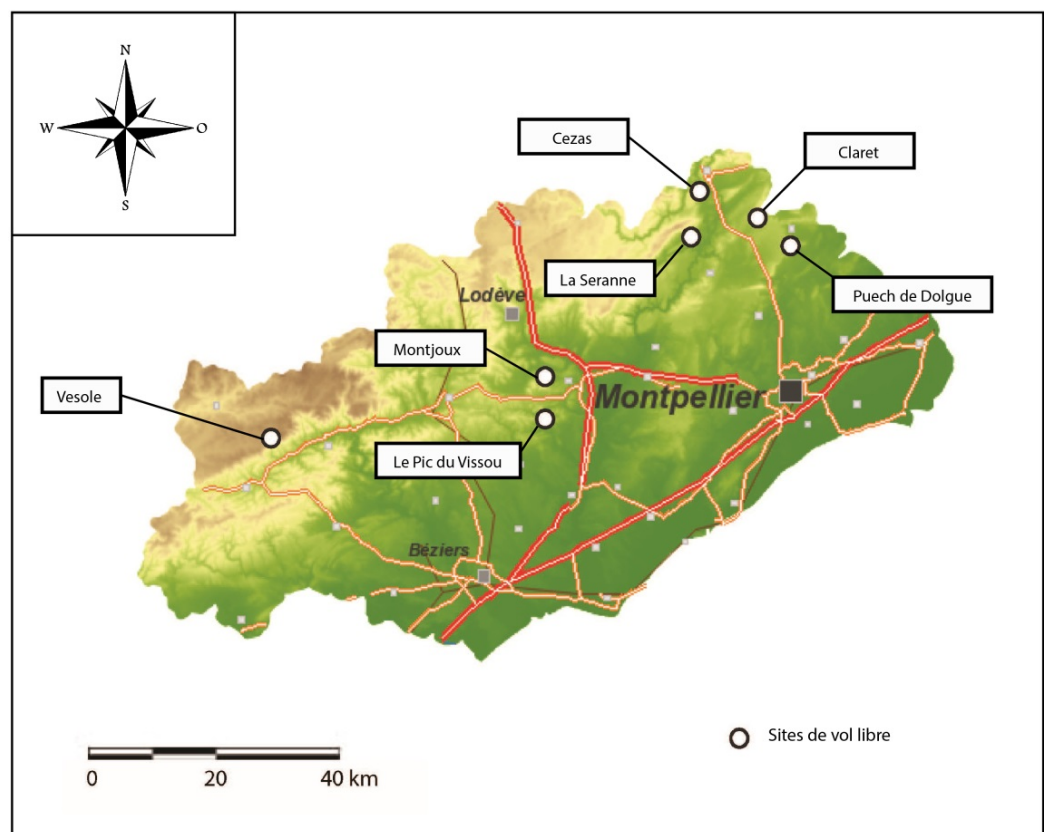 N
W
O
S
Cezas
Claret
La Seranne
Puech de Dolgue
Lodève
Montjoux
Montpellier
Vesole
Le Pic du Vissou
Béziers
Sites de vol libre
0 20 40 km